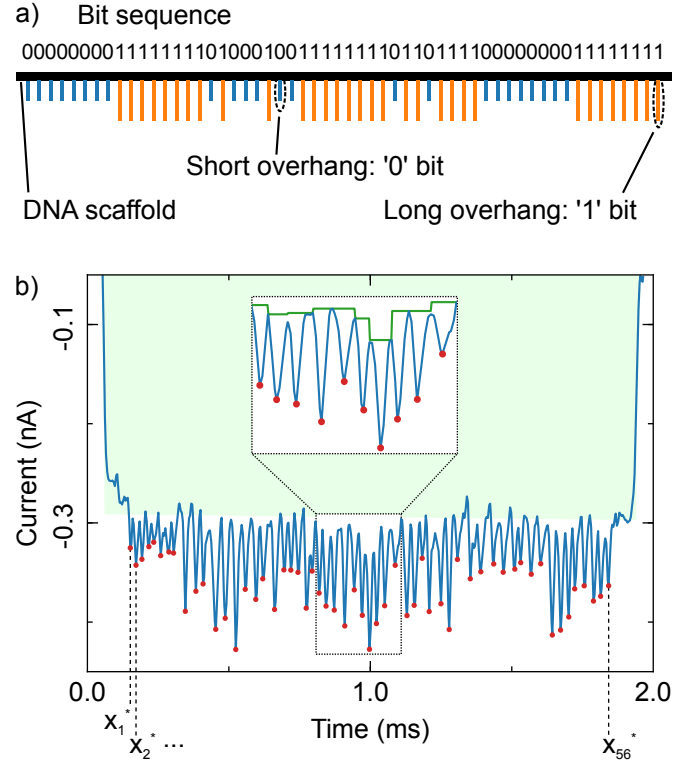 a) Bit sequence
00000000111111110100010011111111011011110000000011111111
Short overhang: '0' bit
DNA scaffold
Long overhang: '1' bit
b)
-0.1
-0.3
Current (nA)
0.0 1.0 2.0
Time (ms)
x₁*
x₂* ...
x₅₆*